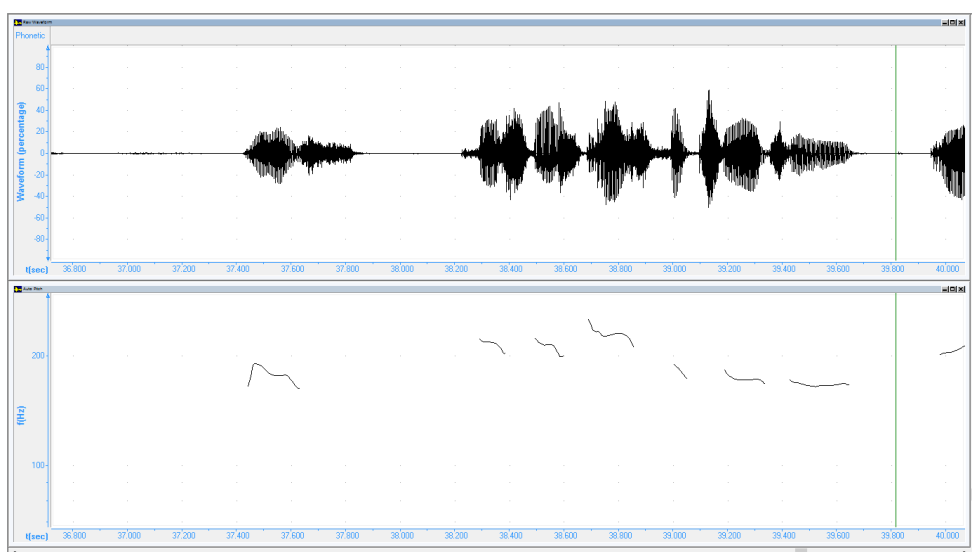 Raw Waveform
Phonetic
Waveform (percentage)
80
60
40
20
0
-20
-40
-60
-80
t(sec) 36.800 37.000 37.200 37.400 37.600 37.800 38.000 38.200 38.400 38.600 38.800 39.000 39.200 39.400 39.600 39.800 40.000
Auto Pitch
f(Hz)
200
100
t(sec) 36.800 37.000 37.200 37.400 37.600 37.800 38.000 38.200 38.400 38.600 38.800 39.000 39.200 39.400 39.600 39.800 40.000